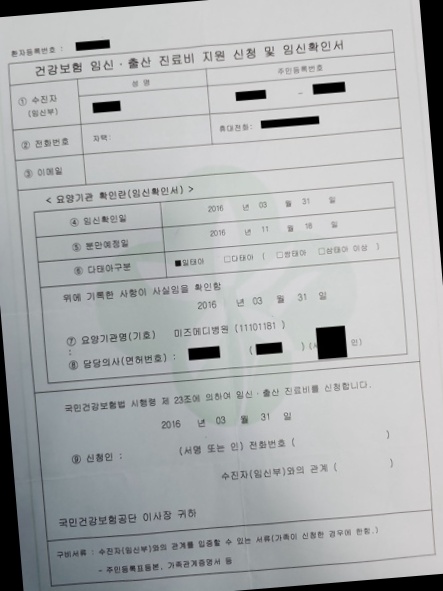 환자등록번호 :
건강보험 임신 · 출산 진료비 지원 신청 및 임신확인서
성 명 주민등록번호
① 수진자 (임신부) –
② 전화번호 자택: 휴대전화:
③ 이메일
< 요양기관 확인란(임신확인서) >
④ 임신확인일 2016 년 03 월 31 일
⑤ 분만예정일 2016 년 11 월 18 일
⑥ 다태아구분 ■일태아 □다태아 [ □쌍태아 □삼태아 이상 ]
위에 기록한 사항이 사실임을 확인함
2016 년 03 월 31 일
⑦ 요양기관명(기호) 미즈메디병원 (11101181 )
:
⑧ 담당의사(면허번호) : ( ) (서 인)
국민건강보험법 시행령 제 23조에 의하여 임신 · 출산 진료비를 신청합니다.
2016 년 03 월 31 일
⑨ 신청인 : (서명 또는 인) 전화번호 ( )
수진자(임신부)와의 관계 ( )
국민건강보험공단 이사장 귀하
구비서류 : 수진자(임신부)와의 관계를 입증할 수 있는 서류(가족이 신청한 경우에 한함.)
- 주민등록표등본, 가족관계증명서 등